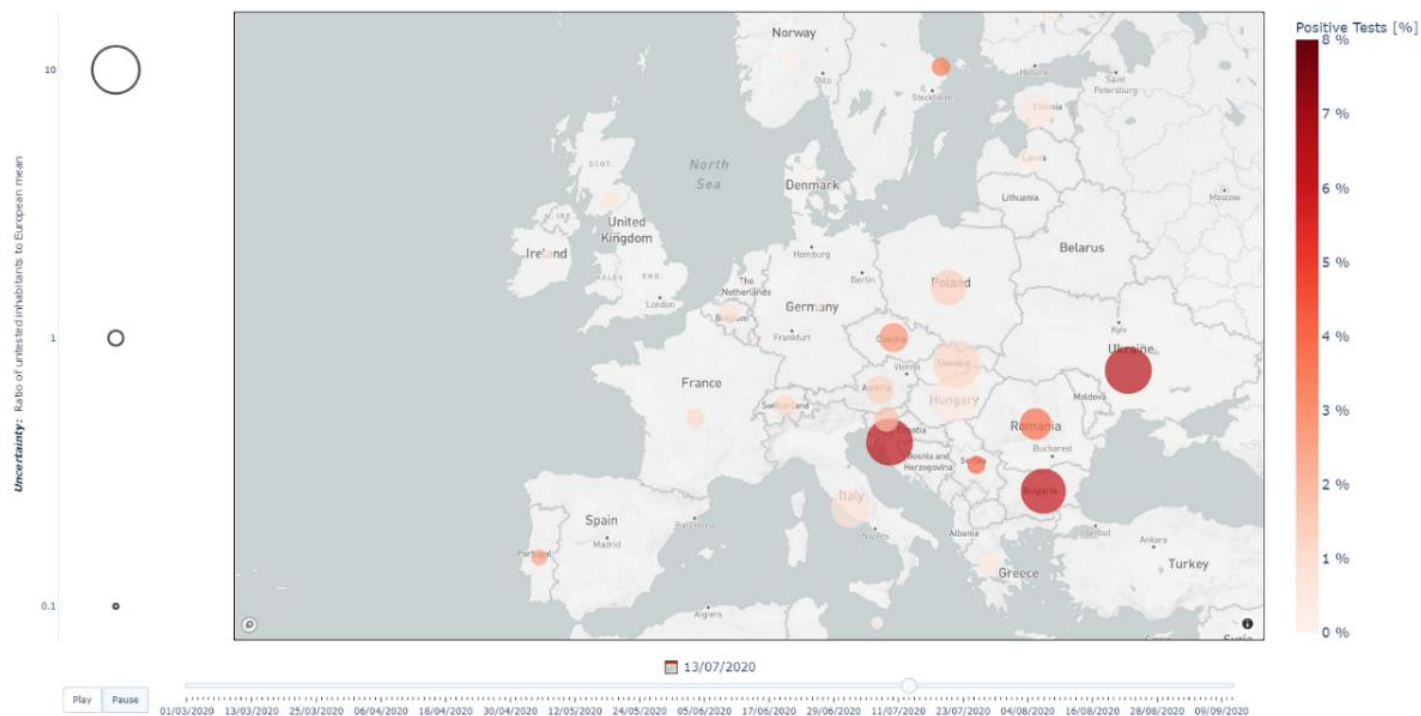 Positive Tests [%]
8 %
7 %
6 %
5 %
4 %
3 %
2 %
1 %
0 %
10
1
0.1
Uncertainty: Ratio of untested inhabitants to European mean
Norway
Oslo
Stockholm
Helsinki
Saint
Petersburg
Estonia
SCOT.
North
Sea
Latvia
Denmark
Lithuania
Moscow
N. IRE.
United
Kingdom
Ireland
Belarus
WALES
ENG.
Hamburg
The
Netherlands
Berlin
Poland
London
Germany
Belgium
Kyiv
Frankfurt
Czechia
Ukraine
Slovakia
Vienna
France
Austria
Hungary
Moldova
Switzerland
Romania
Croatia
Bucharest
Bosnia and
Herzegovina
Serbia
Bulgaria
Italy
Spain
Barcelona
Naples
Albania
Istanbul
Ankara
Madrid
Portugal
Turkey
Greece
Algiers
Syria
13/07/2020
Play
Pause
01/03/2020 13/03/2020 25/03/2020 06/04/2020 18/04/2020 30/04/2020 12/05/2020 24/05/2020 05/06/2020 17/06/2020 29/06/2020 11/07/2020 23/07/2020 04/08/2020 16/08/2020 28/08/2020 09/09/2020